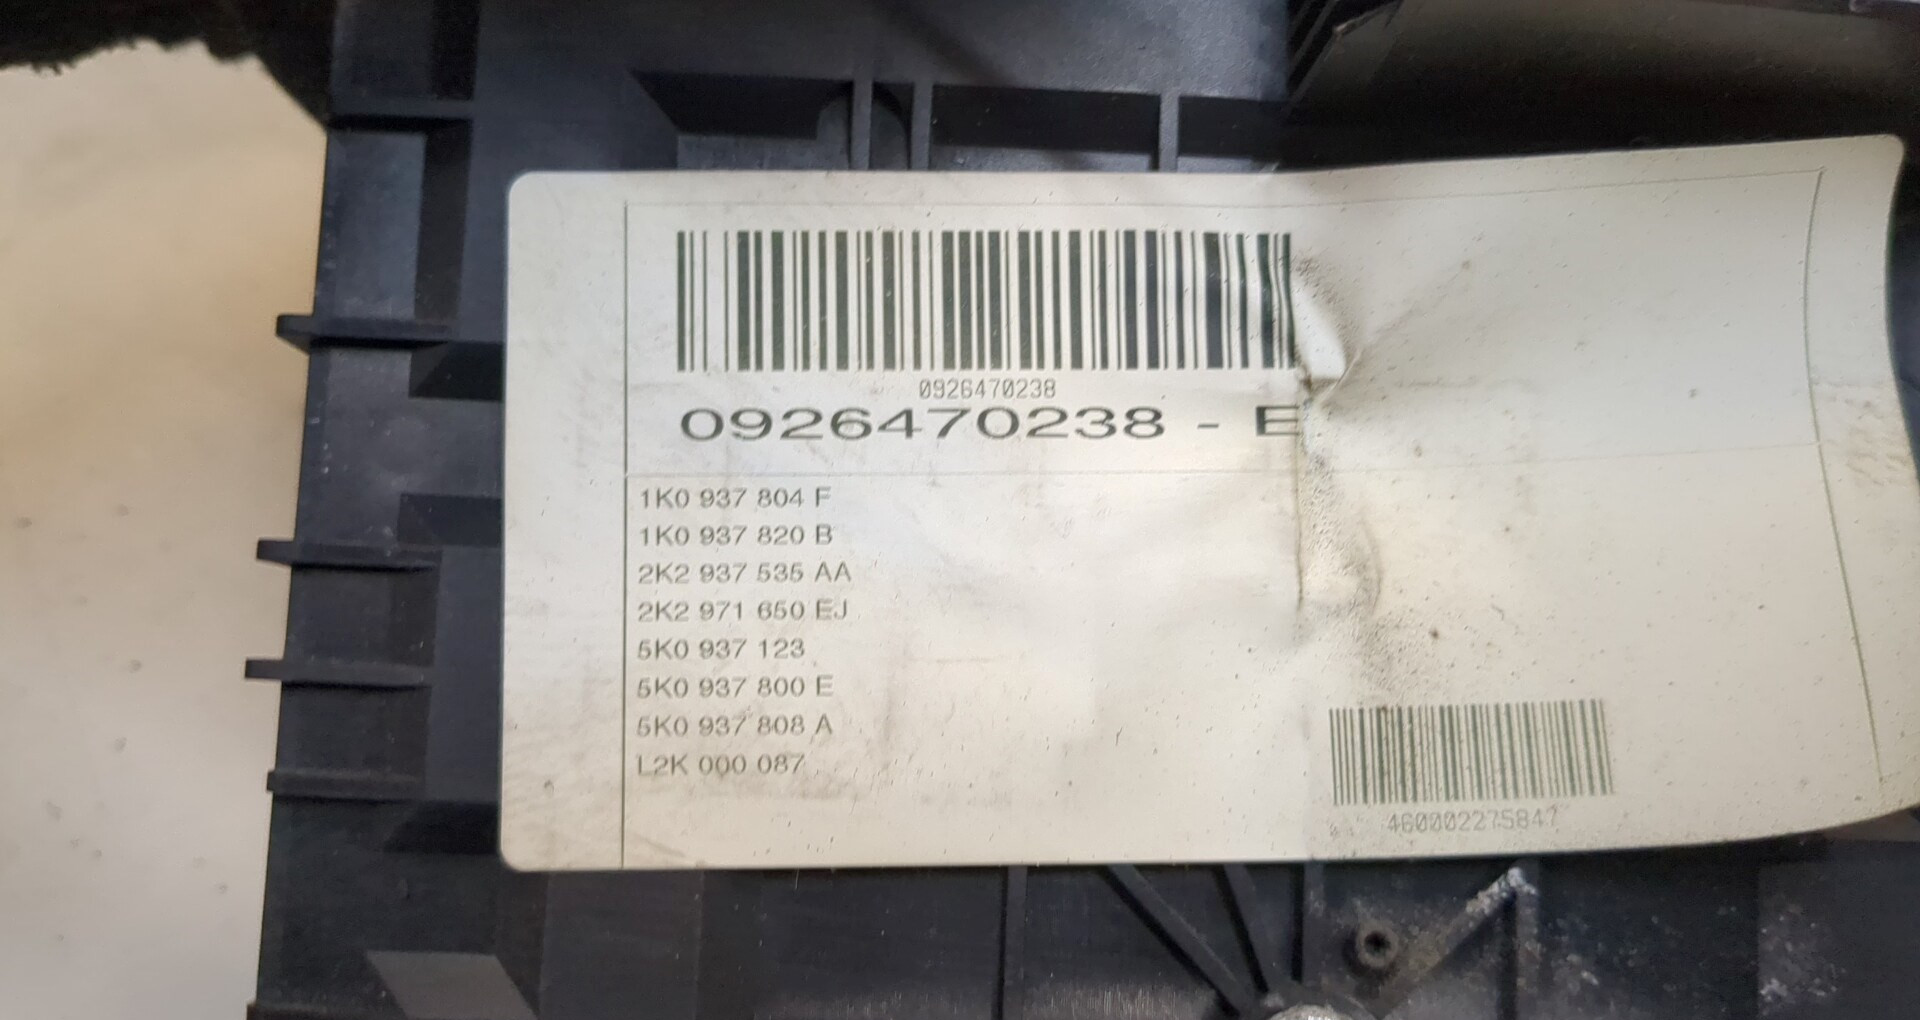 0926470238
0926470238 - E
1K0 937 804 F
1K0 937 820 B
2K2 937 535 AA
2K2 971 650 EJ
5K0 937 123
5K0 937 800 E
5K0 937 808 A
L2K 000 087
460002275847